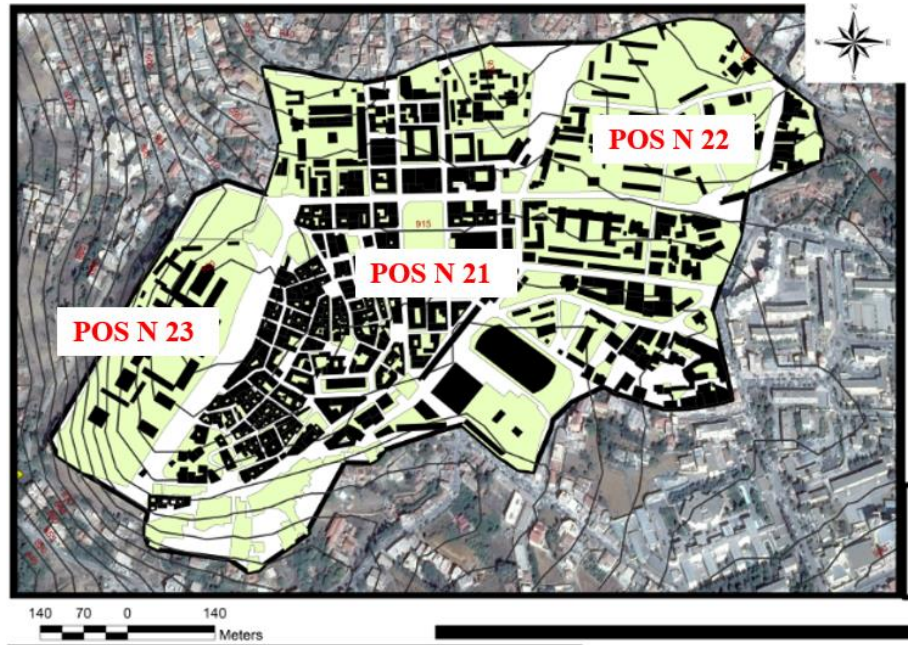 N
W E
S
POS N 22
915
POS N 21
POS N 23
140 70 0 140
Meters